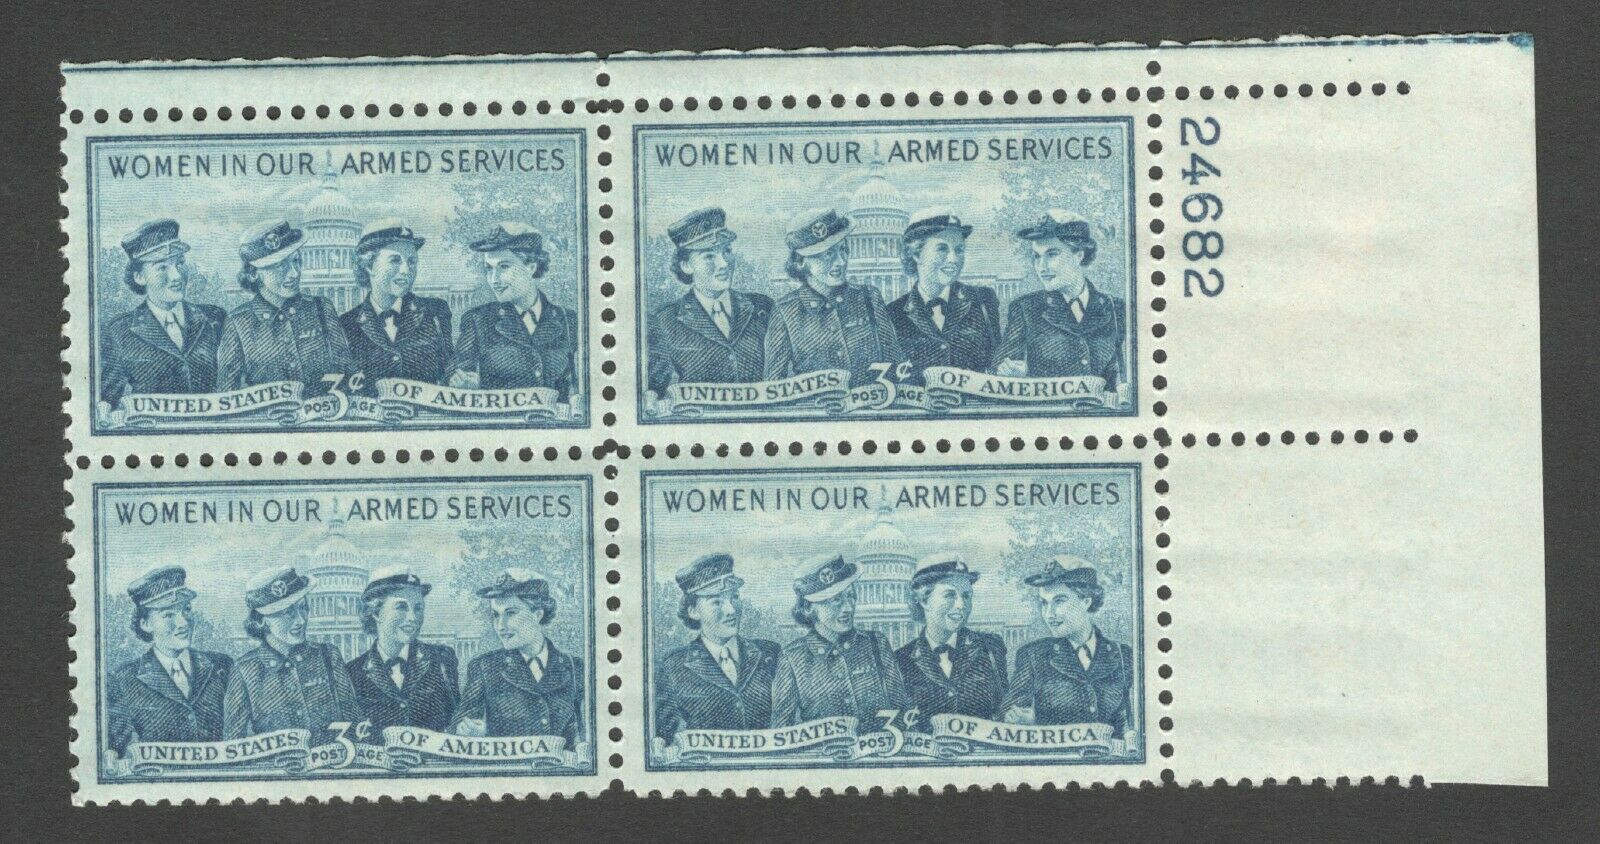 WOMEN IN OUR ARMED SERVICES
UNITED STATES 3¢ OF AMERICA
POSTAGE
WOMEN IN OUR ARMED SERVICES
UNITED STATES 3¢ OF AMERICA
POSTAGE
24682
WOMEN IN OUR ARMED SERVICES
UNITED STATES 3¢ OF AMERICA
POSTAGE
WOMEN IN OUR ARMED SERVICES
UNITED STATES 3¢ OF AMERICA
POSTAGE